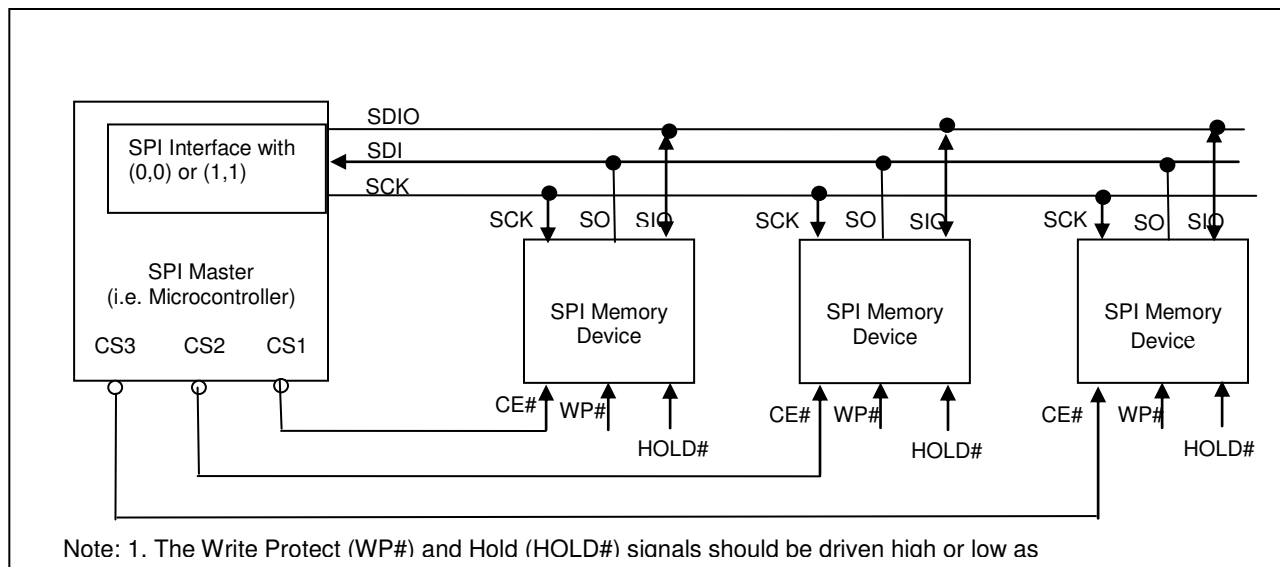 SDIO
SPI Interface with
(0,0) or (1,1)
SDI
SCK
SCK SO SIO
SCK SO SIO
SCK SO SIO
SPI Master
(i.e. Microcontroller)
SPI Memory
Device
SPI Memory
Device
SPI Memory
Device
CS3 CS2 CS1
CE# WP#
HOLD#
CE# WP#
HOLD#
CE# WP#
HOLD#
Note: 1. The Write Protect (WP#) and Hold (HOLD#) signals should be driven high or low as